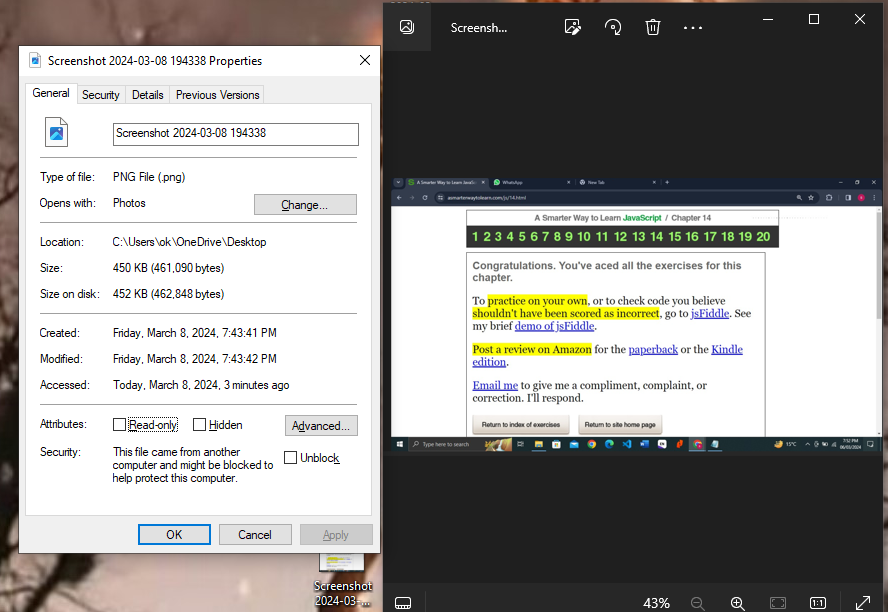 Screenshot 2024-03-08 194338 Properties
General
Security
Details
Previous Versions
Screenshot 2024-03-08 194338
Type of file: PNG File (.png)
Opens with: Photos
Change...
Location: C:\Users\ok\OneDrive\Desktop
Size: 450 KB (461,090 bytes)
Size on disk: 452 KB (462,848 bytes)
Created: Friday, March 8, 2024, 7:43:41 PM
Modified: Friday, March 8, 2024, 7:43:42 PM
Accessed: Today, March 8, 2024, 3 minutes ago
Attributes: Read-only Hidden
Advanced...
Security: This file came from another
computer and might be blocked to
help protect this computer.
Unblock
OK
Cancel
Apply
Screenshot
2024-03-...
Screensh...
A Smarter Way to Learn JavaS
WhatsApp
New Tab
asmarterwaytolearn.com/js/14.html
A Smarter Way to Learn JavaScript / Chapter 14
1 2 3 4 5 6 7 8 9 10 11 12 13 14 15 16 17 18 19 20
Congratulations. You've aced all the exercises for this
chapter.
To practice on your own, or to check code you believe
shouldn't have been scored as incorrect, go to jsFiddle. See
my brief demo of jsFiddle.
Post a review on Amazon for the paperback or the Kindle
edition.
Email me to give me a compliment, complaint, or
correction. I'll respond.
Return to index of exercises
Return to site home page
Type here to search
15°C
7:52 PM
06/03/2024
43%
1:1